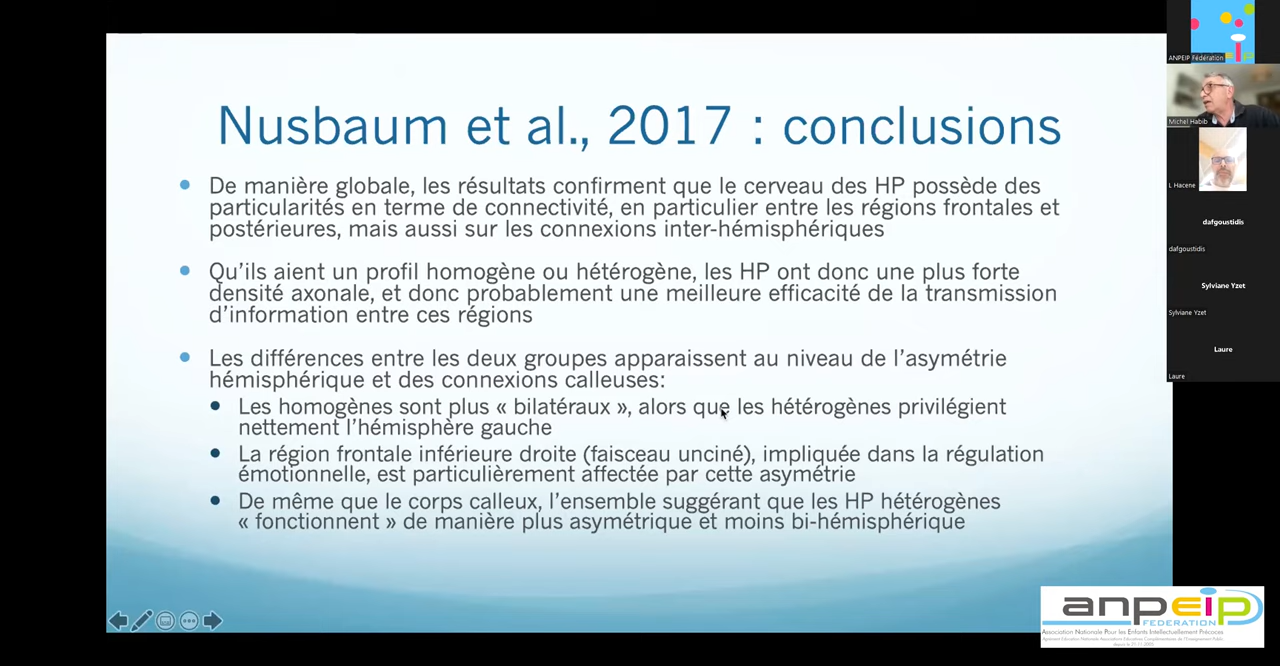 Nusbaum et al., 2017 : conclusions
De manière globale, les résultats confirment que le cerveau des HP possède des
particularités en terme de connectivité, en particulier entre les régions frontales et
postérieures, mais aussi sur les connexions inter-hémisphériques
Qu'ils aient un profil homogène ou hétérogène, les HP ont donc une plus forte
densité axonale, et donc probablement une meilleure efficacité de la transmission
d'information entre ces régions
Les différences entre les deux groupes apparaissent au niveau de l'asymétrie
hémisphérique et des connexions calleuses:
Les homogènes sont plus « bilatéraux », alors que les hétérogènes privilégient
nettement l'hémisphère gauche
La région frontale inférieure droite (faisceau unciné), impliquée dans la régulation
émotionnelle, est particulièrement affectée par cette asymétrie
De même que le corps calleux, l'ensemble suggérant que les HP hétérogènes
« fonctionnent » de manière plus asymétrique et moins bi-hémisphérique
ANPEIP Fédération
Michel Habib
L Hacene
dafgoustidis
dafgoustidis
Sylviane Yzet
Sylviane Yzet
Laure
Laure
anpeip
FEDERATION
Association Nationale Pour les Enfants Intellectuellement Précoces